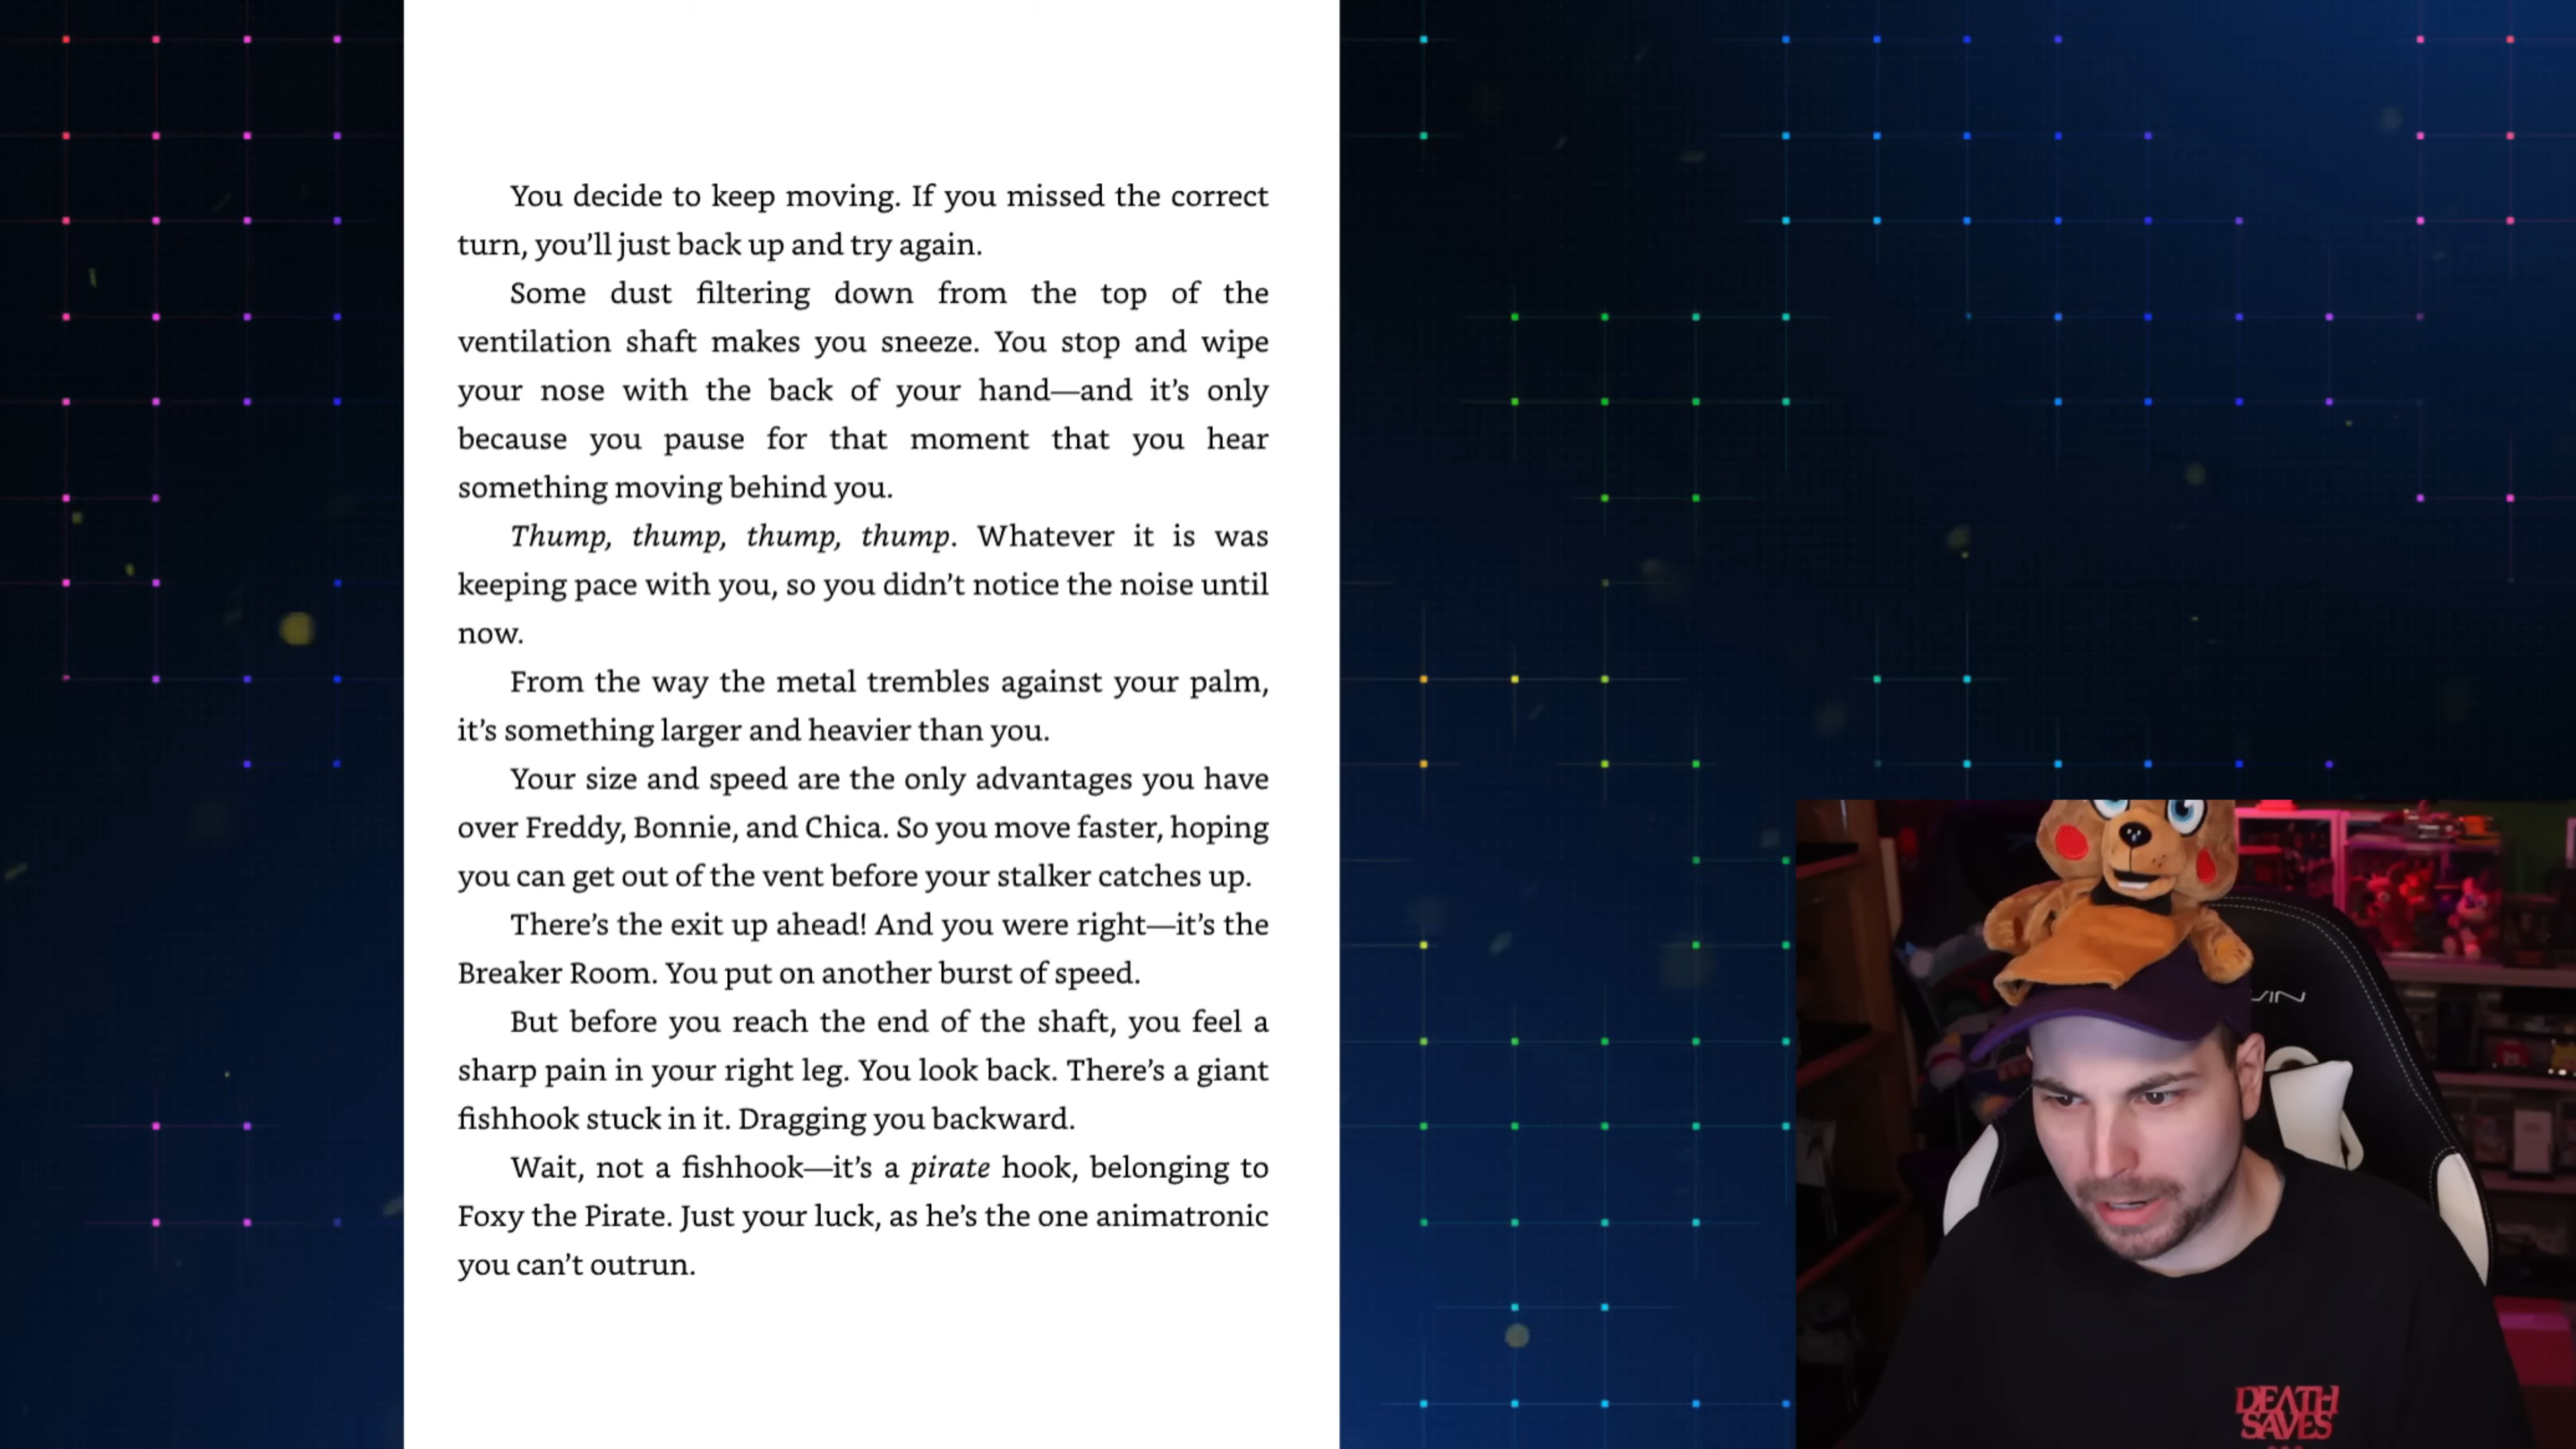 You decide to keep moving. If you missed the correct
turn, you’ll just back up and try again.
Some dust filtering down from the top of the
ventilation shaft makes you sneeze. You stop and wipe
your nose with the back of your hand—and it’s only
because you pause for that moment that you hear
something moving behind you.
Thump, thump, thump, thump. Whatever it is was
keeping pace with you, so you didn’t notice the noise until
now.
From the way the metal trembles against your palm,
it’s something larger and heavier than you.
Your size and speed are the only advantages you have
over Freddy, Bonnie, and Chica. So you move faster, hoping
you can get out of the vent before your stalker catches up.
There’s the exit up ahead! And you were right—it’s the
Breaker Room. You put on another burst of speed.
But before you reach the end of the shaft, you feel a
sharp pain in your right leg. You look back. There’s a giant
fishhook stuck in it. Dragging you backward.
Wait, not a fishhook—it’s a pirate hook, belonging to
Foxy the Pirate. Just your luck, as he’s the one animatronic
you can’t outrun.
DEATH
SAVES